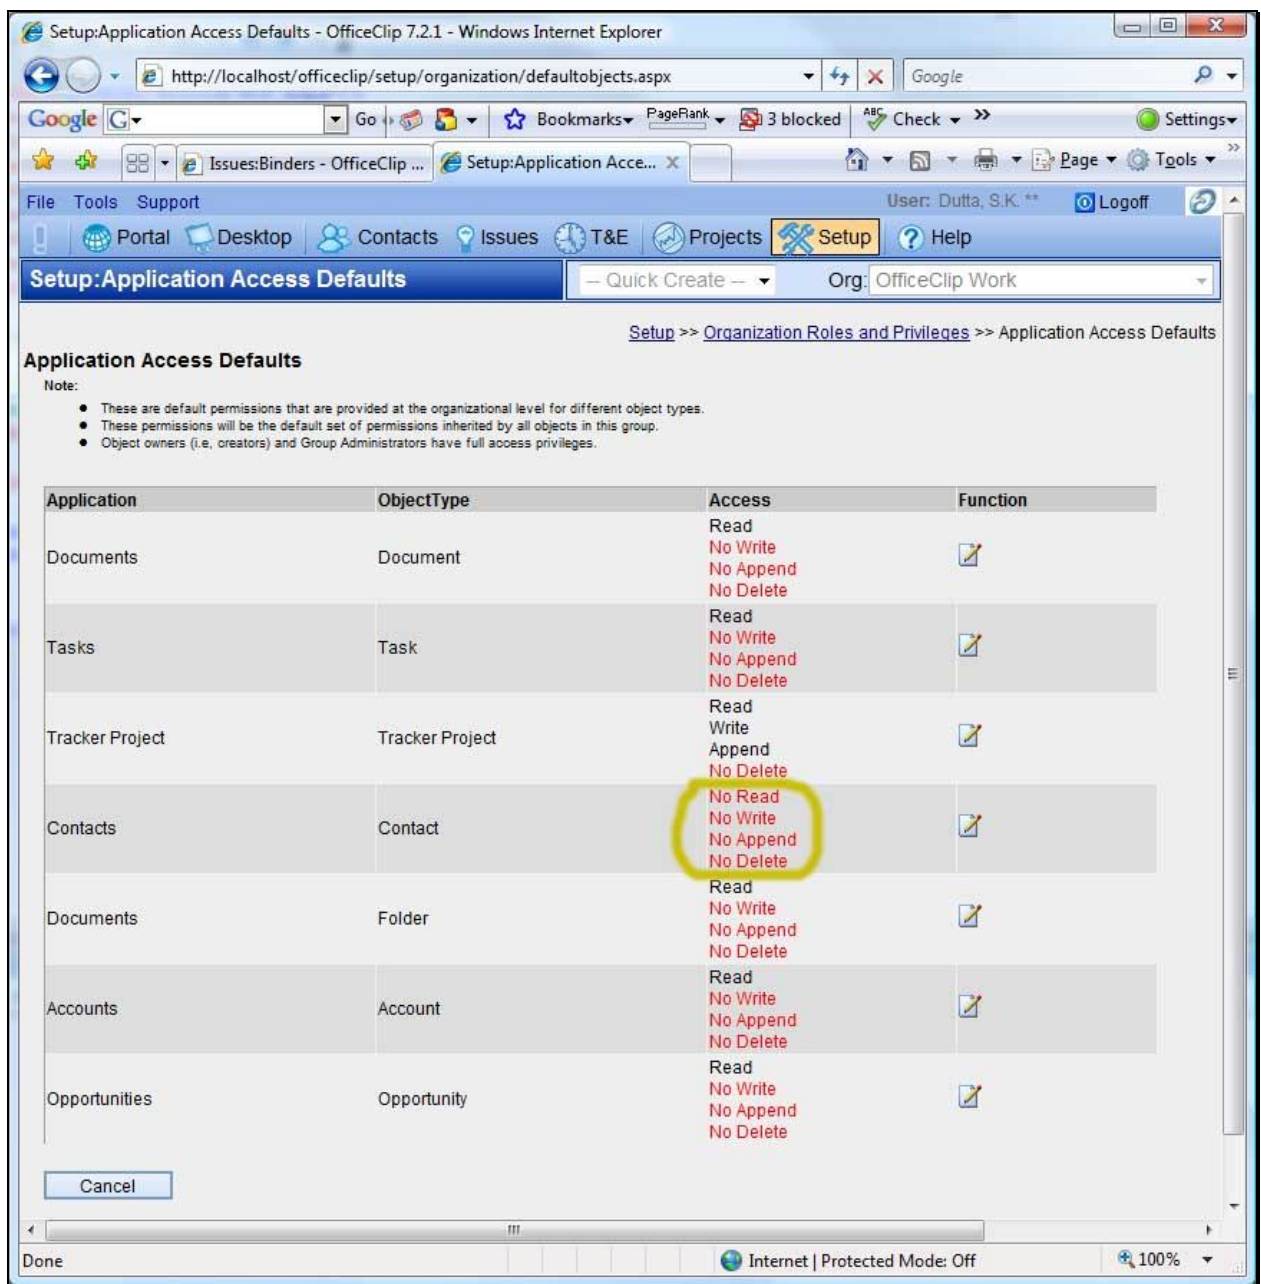 Setup:Application Access Defaults - OfficeClip 7.2.1 - Windows Internet Explorer
http://localhost/officeclip/setup/organization/defaultobjects.aspx
Google
Google G
Go
Bookmarks
PageRank
3 blocked
ABC Check
Settings
Issues:Binders - OfficeClip ...
Setup:Application Acce...
Page
Tools
File Tools Support
User: Dutta, S.K. **
Logoff
Portal Desktop Contacts Issues T&E Projects Setup Help
Setup:Application Access Defaults
-- Quick Create --
Org: OfficeClip Work
Setup >> Organization Roles and Privileges >> Application Access Defaults
Application Access Defaults
Note:
These are default permissions that are provided at the organizational level for different object types.
These permissions will be the default set of permissions inherited by all objects in this group.
Object owners (i.e, creators) and Group Administrators have full access privileges.
Application ObjectType Access Function
Documents Document
Read
No Write
No Append
No Delete
Tasks Task
Read
No Write
No Append
No Delete
Tracker Project Tracker Project
Read
Write
Append
No Delete
Contacts Contact
No Read
No Write
No Append
No Delete
Documents Folder
Read
No Write
No Append
No Delete
Accounts Account
Read
No Write
No Append
No Delete
Opportunities Opportunity
Read
No Write
No Append
No Delete
Cancel
Done
Internet | Protected Mode: Off
100%